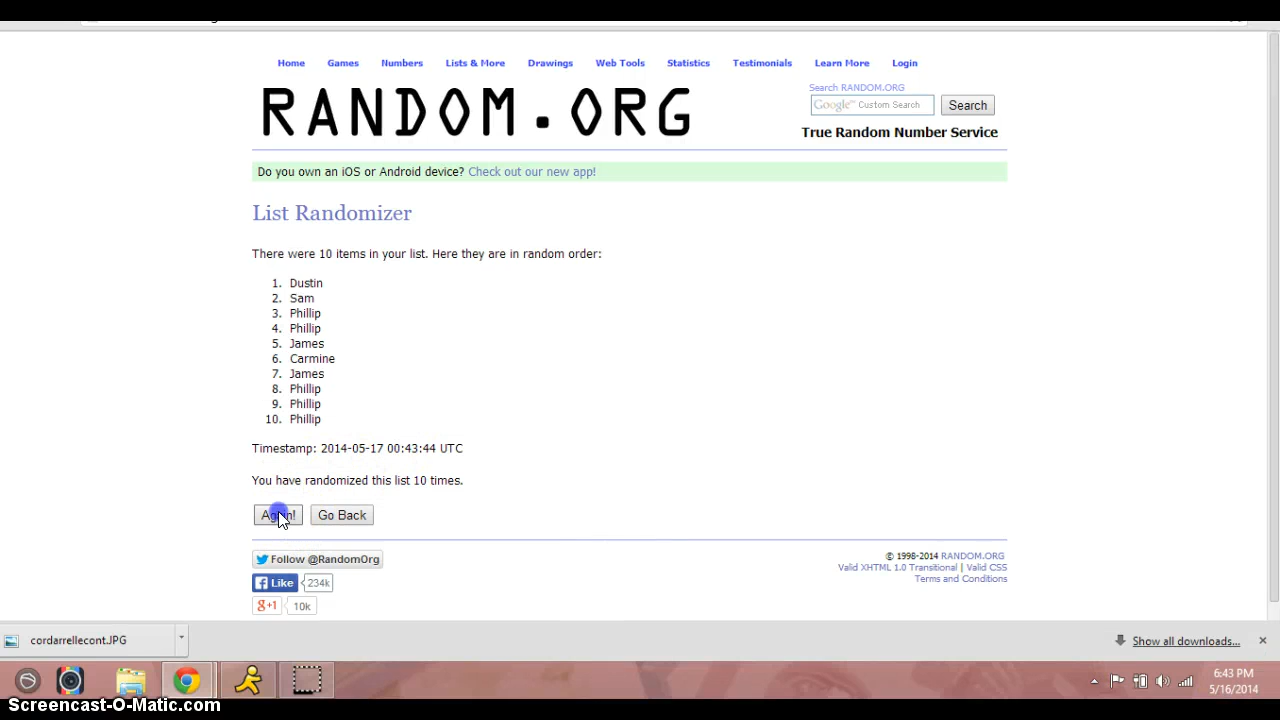 Home Games Numbers Lists & More Drawings Web Tools Statistics Testimonials Learn More Login
RANDOM.ORG
Search RANDOM.ORG
Google™ Custom Search Search
True Random Number Service
Do you own an iOS or Android device? Check out our new app!
List Randomizer
There were 10 items in your list. Here they are in random order:
1. Dustin
2. Sam
3. Phillip
4. Phillip
5. James
6. Carmine
7. James
8. Phillip
9. Phillip
10. Phillip
Timestamp: 2014-05-17 00:43:44 UTC
You have randomized this list 10 times.
Again! Go Back
Follow @RandomOrg
Like 234k
g+1 10k
© 1998-2014 RANDOM.ORG
Valid XHTML 1.0 Transitional | Valid CSS
Terms and Conditions
cordarrellecont.JPG
Show all downloads...
6:43 PM
5/16/2014
Screencast-O-Matic.com